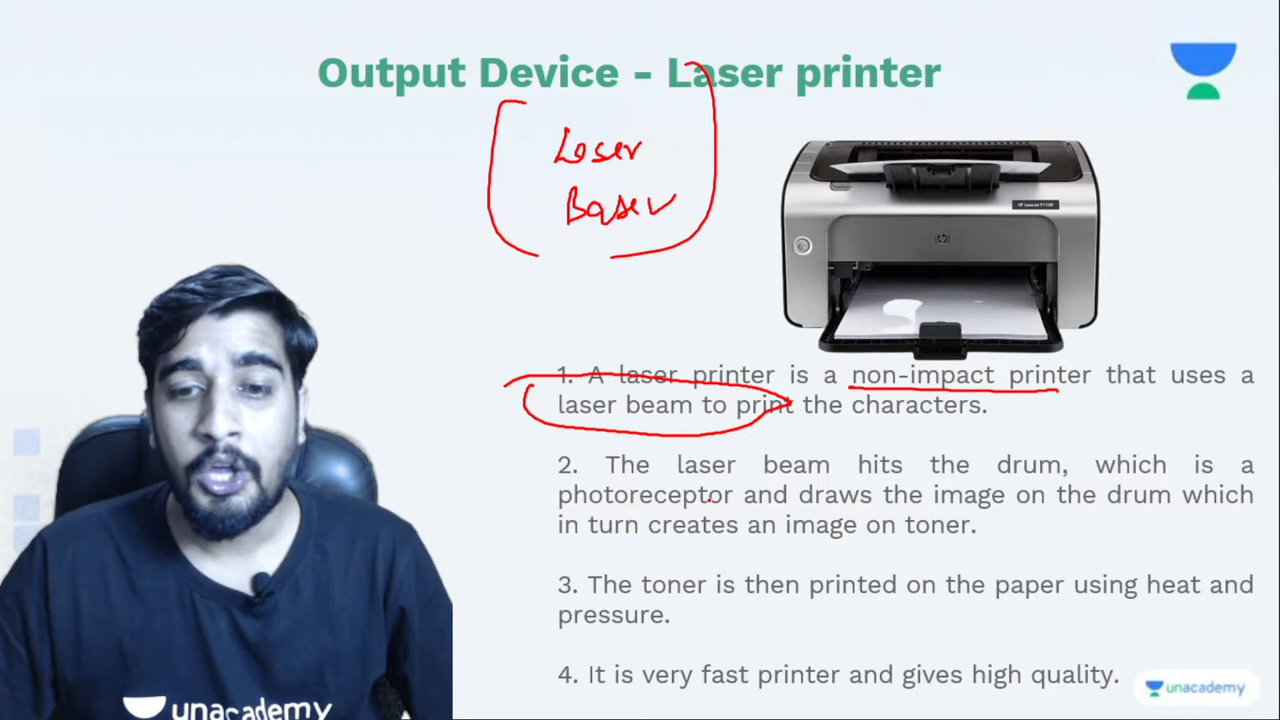 Output Device - Laser printer
Laser
Baser
1. A laser printer is a non-impact printer that uses a
laser beam to print the characters.
2. The laser beam hits the drum, which is a
photoreceptor and draws the image on the drum which
in turn creates an image on toner.
3. The toner is then printed on the paper using heat and
pressure.
4. It is very fast printer and gives high quality.
unacademy
unacademy